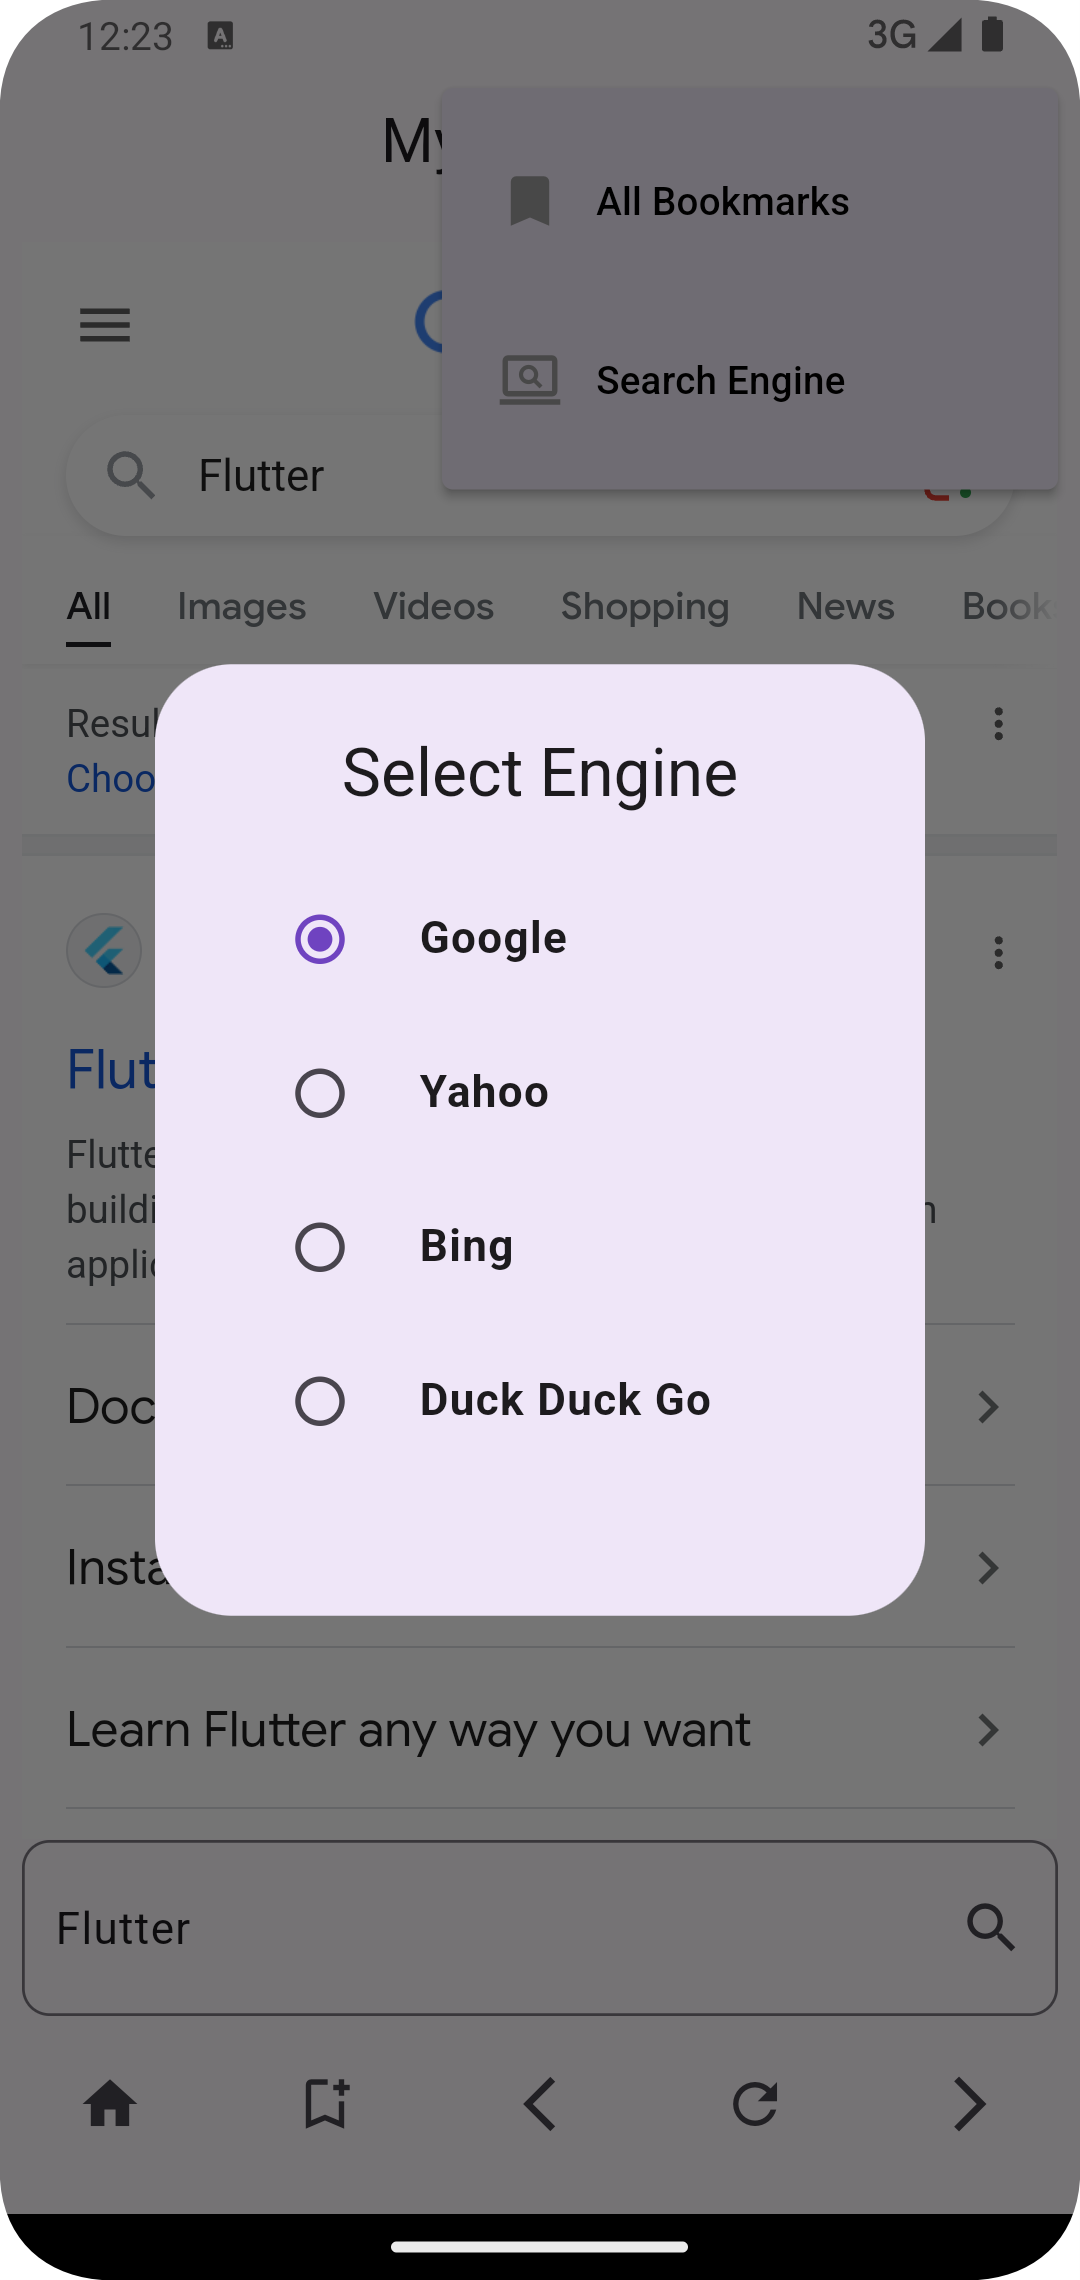 12:23
3G
My
All Bookmarks
Search Engine
Flutter
All Images Videos Shopping News Book
Resul
Choo
Select Engine
Google
Yahoo
Bing
Duck Duck Go
Flut
Flutte
buildi
applic
Doc
Insta
Learn Flutter any way you want
Flutter